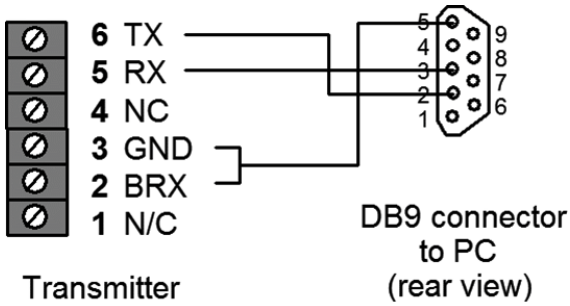 6 TX
5 RX
4 NC
3 GND
2 BRX
1 N/C
Transmitter
5
4
3
2
1
9
8
7
6
DB9 connector
to PC
(rear view)